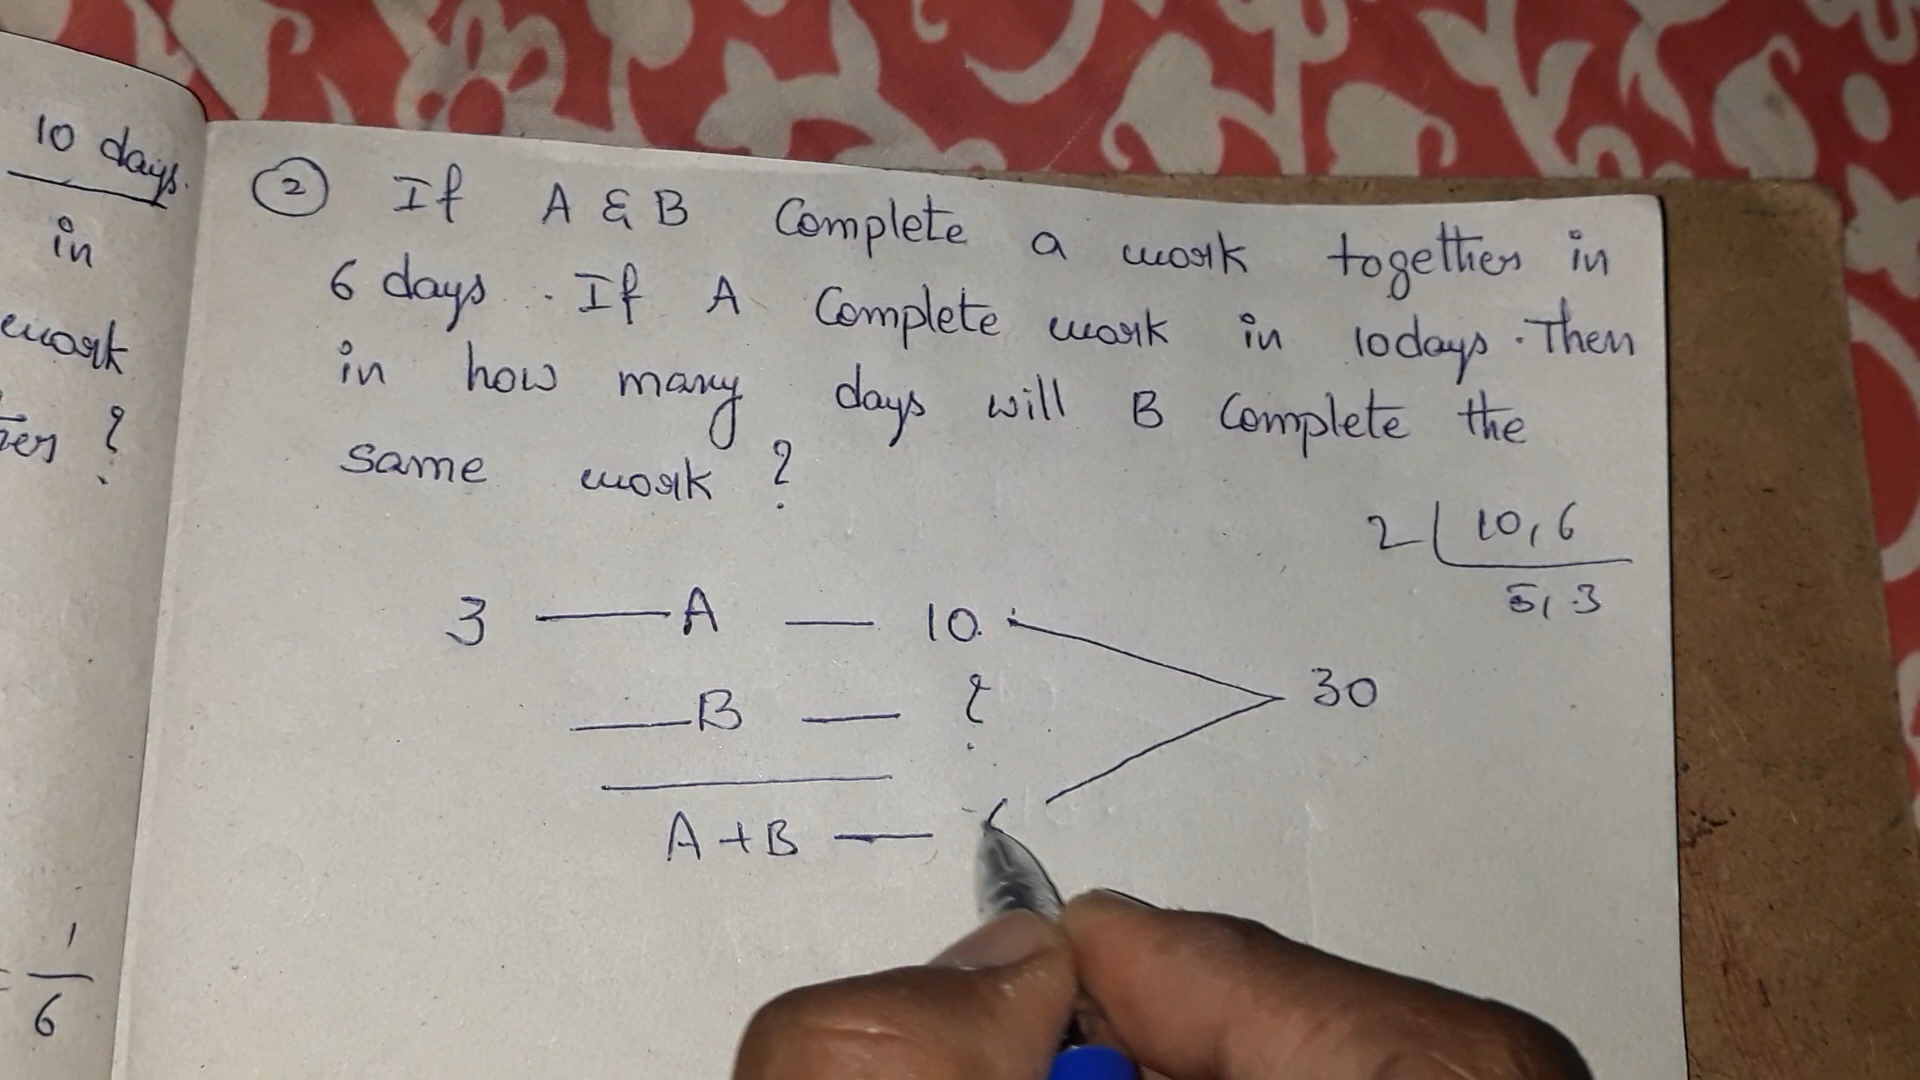 10 days.
in
work
?
1
6
② If A & B Complete a work together in
6 days. If A Complete work in 10days. Then
in how many days will B Complete the
same work ?
2 | 10, 6
5, 3
3 — A — 10
— B — ?
30
A + B —